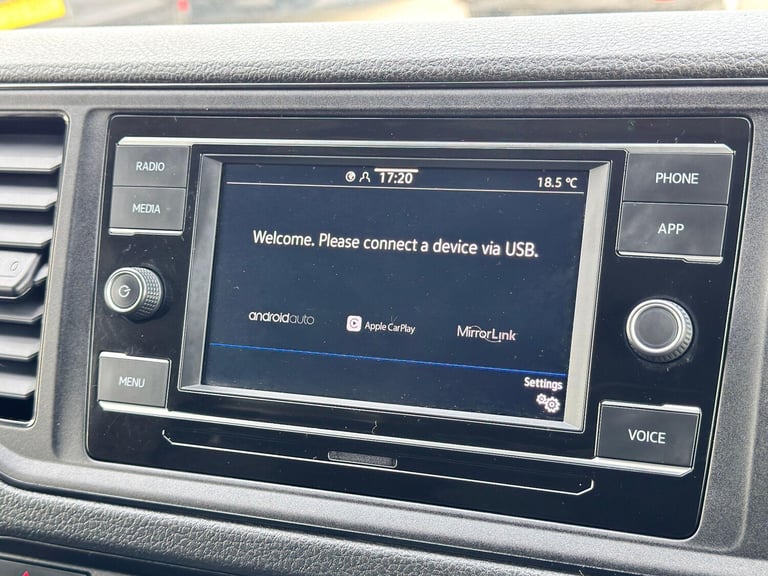 17:20
18.5 °C
RADIO
MEDIA
MENU
Welcome. Please connect a device via USB.
androidauto
Apple CarPlay
MirrorLink
Settings
PHONE
APP
VOICE